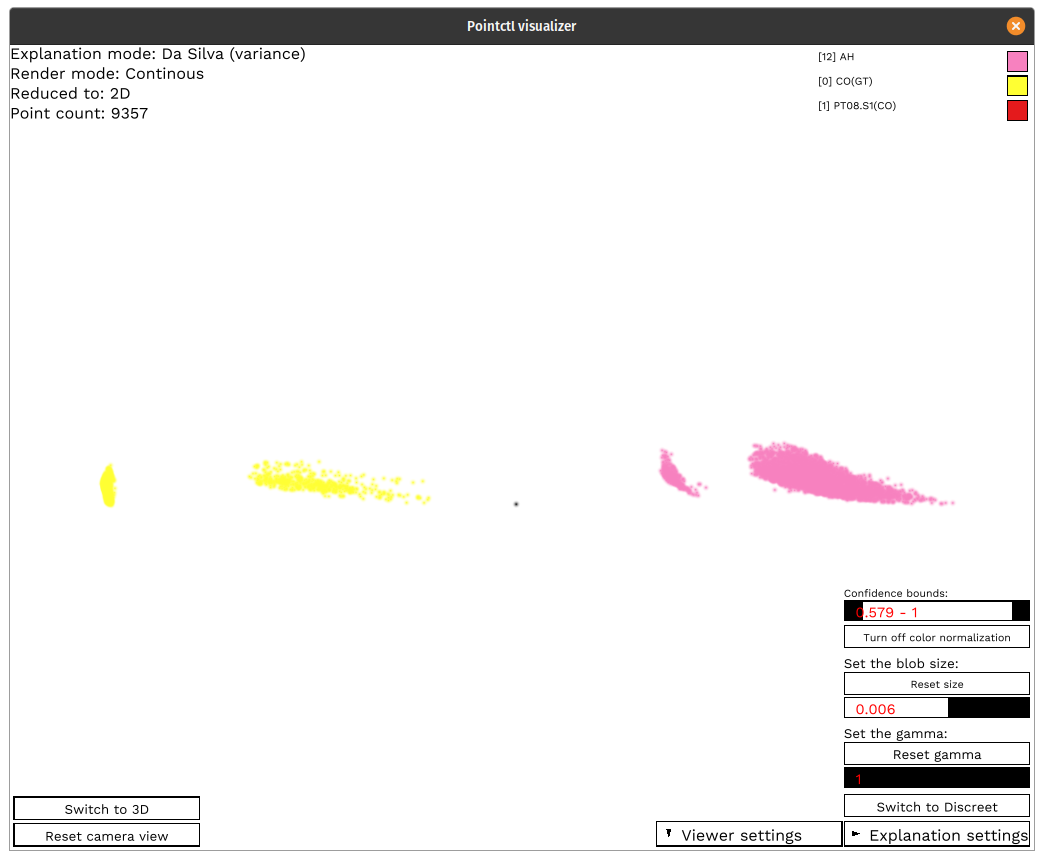 Pointctl visualizer
Explanation mode: Da Silva (variance)
Render mode: Continous
Reduced to: 2D
Point count: 9357
[12] AH
[0] CO(GT)
[1] PT08.S1(CO)
Confidence bounds:
0.579 - 1
Turn off color normalization
Set the blob size:
Reset size
0.006
Set the gamma:
Reset gamma
1
Switch to Discreet
Switch to 3D
Reset camera view
Viewer settings
Explanation settings